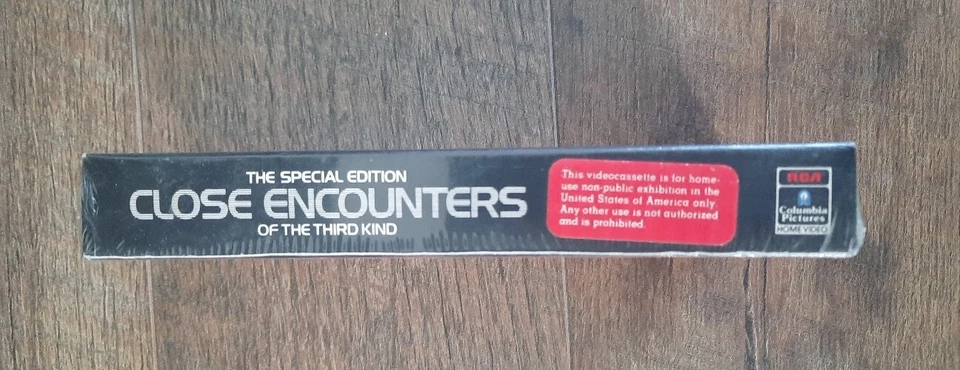 THE SPECIAL EDITION
CLOSE ENCOUNTERS
OF THE THIRD KIND
This videocassette is for home-
use non-public exhibition in the
United States of America only.
Any other use is not authorized
and is prohibited.
RCA
Columbia
Pictures
HOME VIDEO